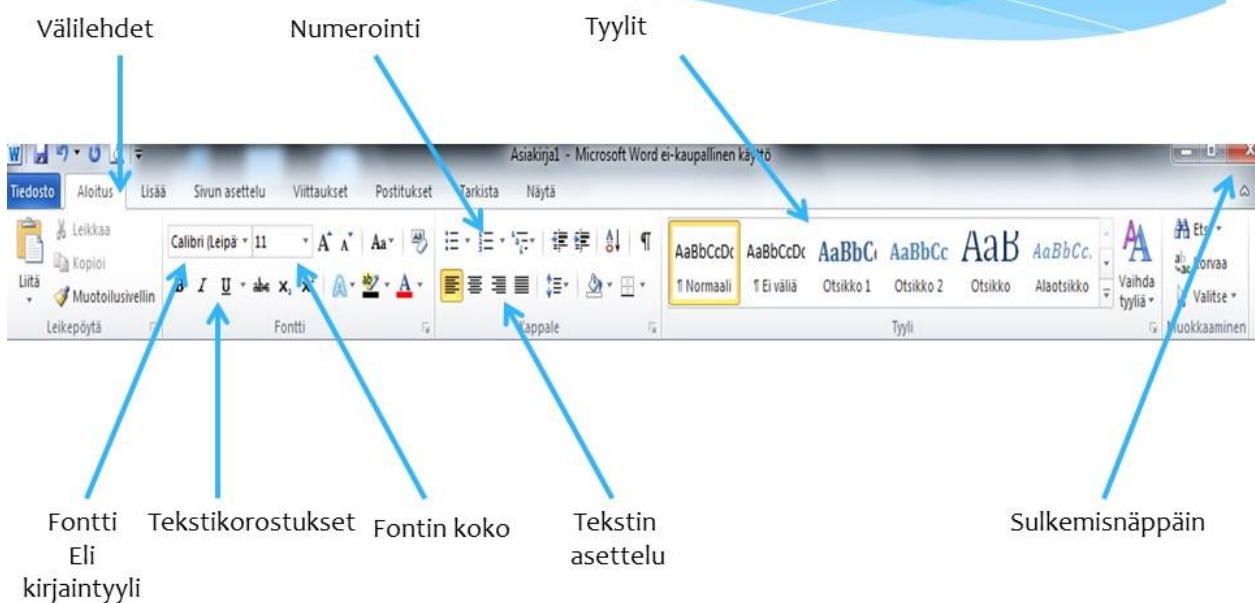 Välilehdet Numerointi Tyylit
Asiakirja1 - Microsoft Word ei-kaupallinen käyttö
Tiedosto Aloitus Lisää Sivun asettelu Viittaukset Postitukset Tarkista Näytä
Leikkaa
Kopioi
Liitä
Muotoilusivellin
Leikepöytä
Calibri (Leipä 11
Fontti
Kappale
AaBbCcDc AaBbCcDc AaBbC AaBbCc AaB AaBbCc.
¶ Normaali ¶ Ei väliä Otsikko 1 Otsikko 2 Otsikko Alaotsikko
Vaihda
tyyliä
Tyyli
Korvaa
Valitse
Muokkaaminen
Fontti
Eli
kirjaintyyli
Tekstikorostukset
Fontin koko
Tekstin
asettelu
Sulkemisnäppäin